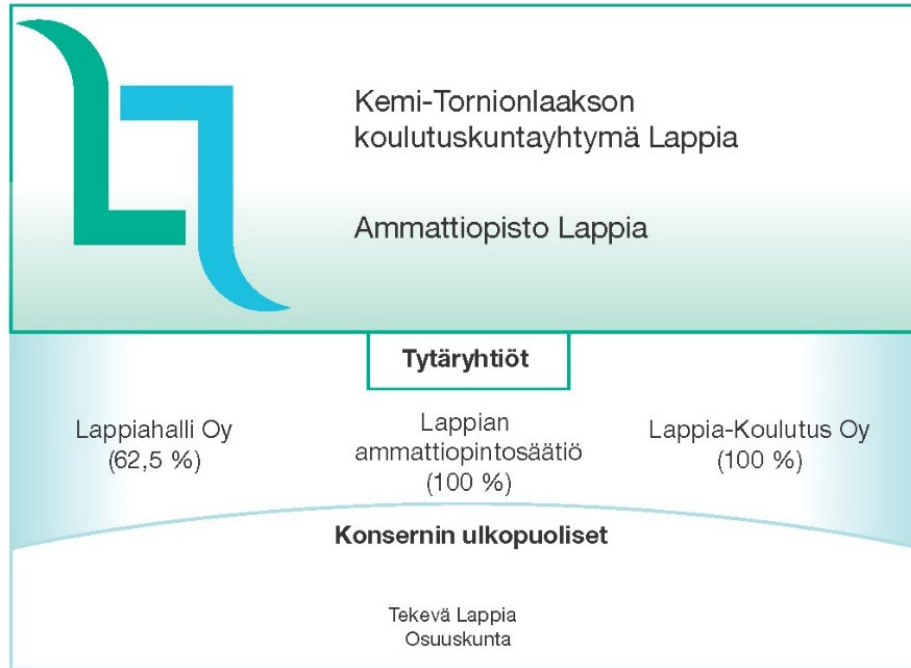 Kemi-Tornionlaakson
koulutuskuntayhtymä Lappia
Ammattiopisto Lappia
Tytäryhtiöt
Lappiahalli Oy
(62,5 %)
Lappian
ammattiopintosäätiö
(100 %)
Lappia-Koulutus Oy
(100 %)
Konsernin ulkopuoliset
Tekevä Lappia
Osuuskunta